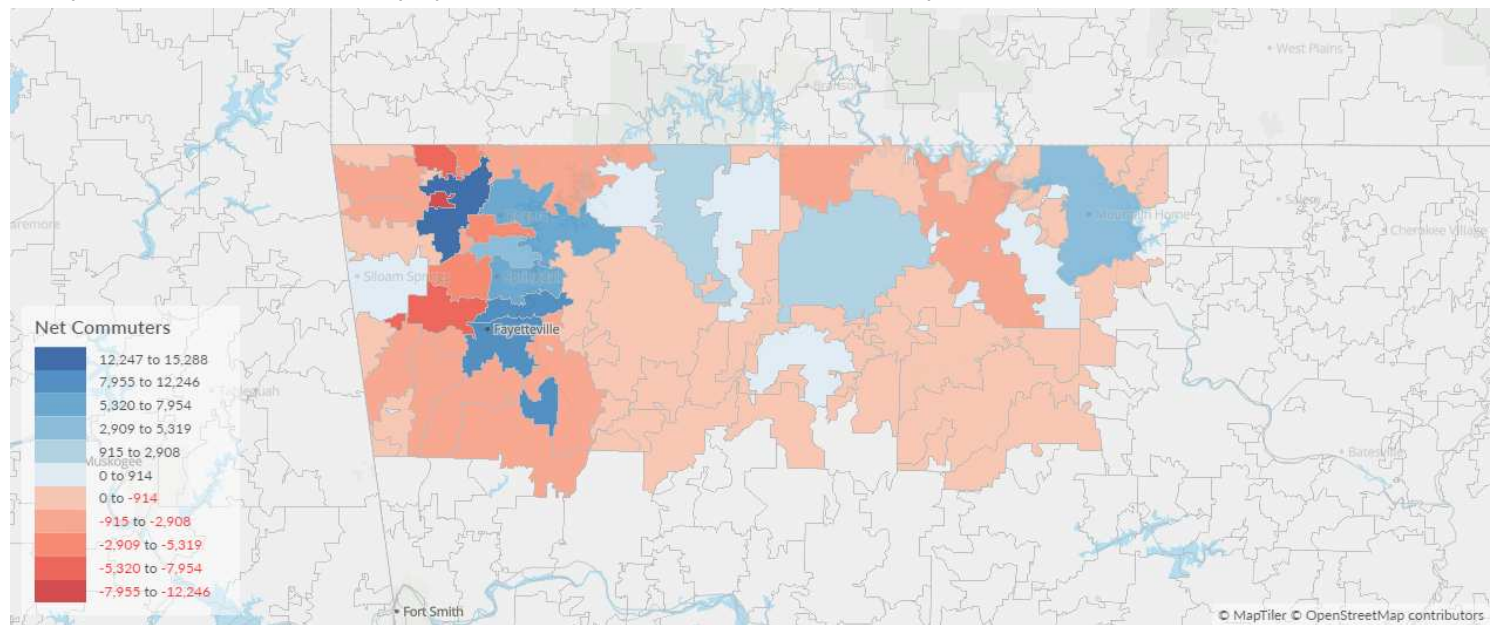 West Plains
Branson
aremore
Salem
Mountain Home
Cherokee Village
Siloam Springs
Net Commuters
Fayetteville
12,247 to 15,288
7,955 to 12,246
5,320 to 7,954
2,909 to 5,319
915 to 2,908
Muskogee
0 to 914
Batesville
0 to -914
-915 to -2,908
-2,909 to -5,319
-5,320 to -7,954
-7,955 to -12,246
Fort Smith
© MapTiler © OpenStreetMap contributors